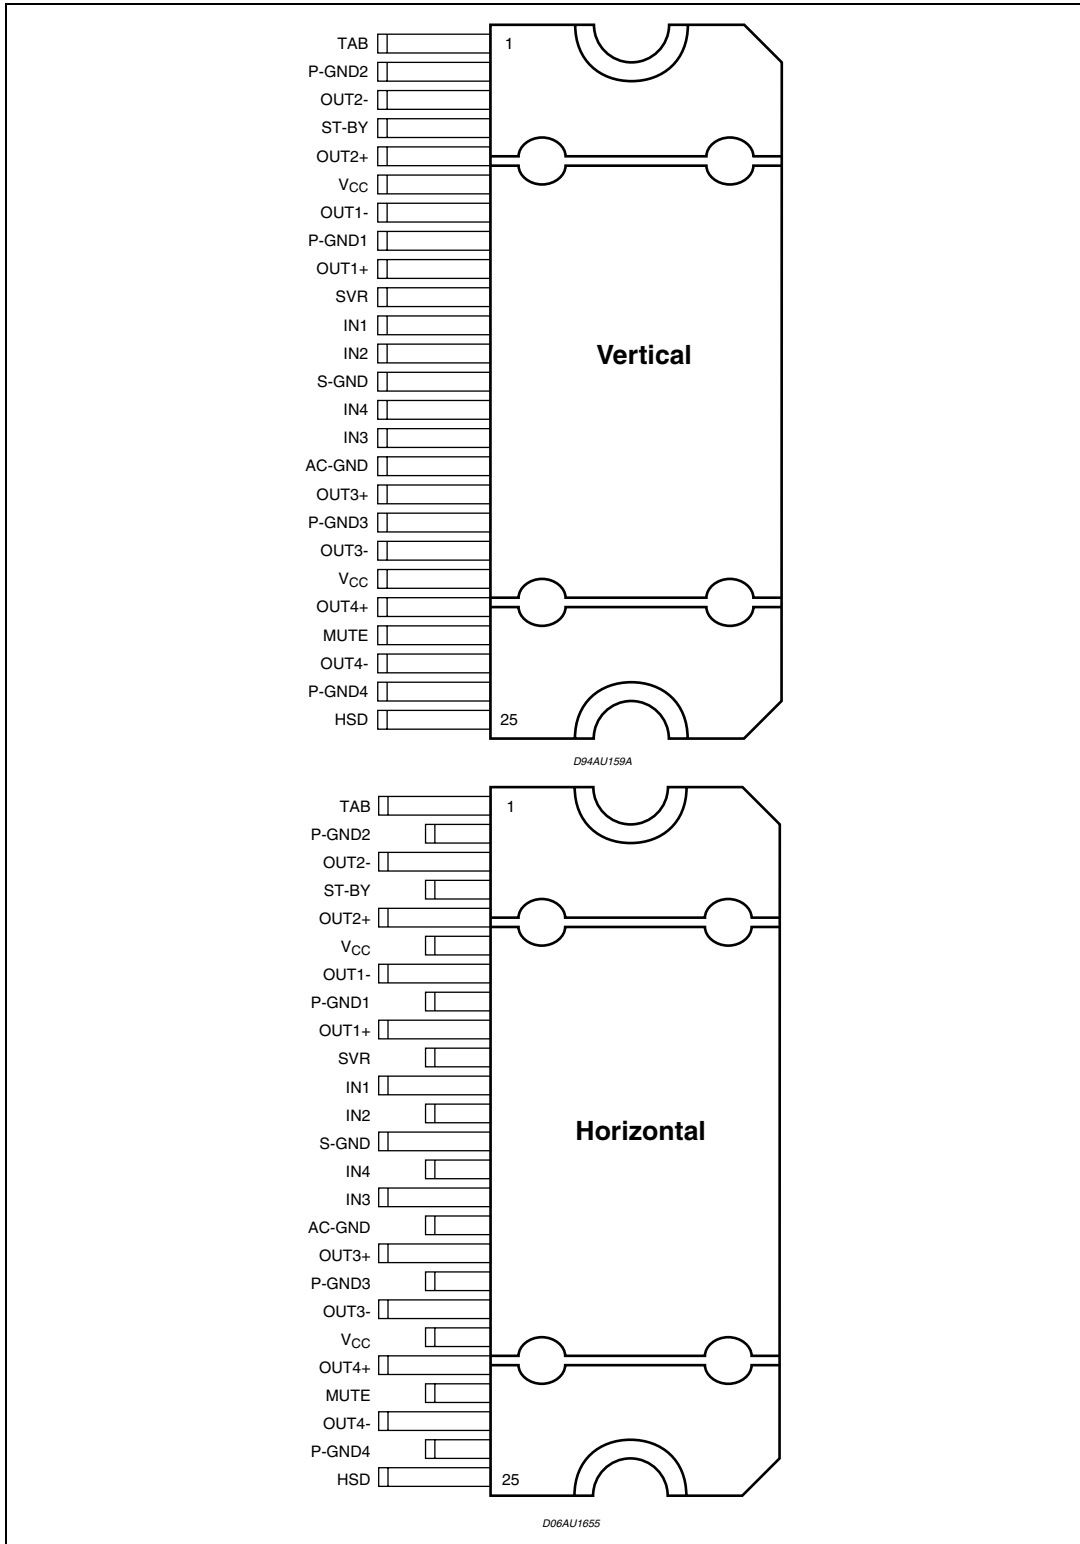 TAB 1
P-GND2
OUT2-
ST-BY
OUT2+
VCC
OUT1-
P-GND1
OUT1+
SVR
IN1
IN2
Vertical
S-GND
IN4
IN3
AC-GND
OUT3+
P-GND3
OUT3-
VCC
OUT4+
MUTE
OUT4-
P-GND4
HSD 25
D94AU159A
TAB 1
P-GND2
OUT2-
ST-BY
OUT2+
VCC
OUT1-
P-GND1
OUT1+
SVR
IN1
IN2
Horizontal
S-GND
IN4
IN3
AC-GND
OUT3+
P-GND3
OUT3-
VCC
OUT4+
MUTE
OUT4-
P-GND4
HSD 25
D06AU1655